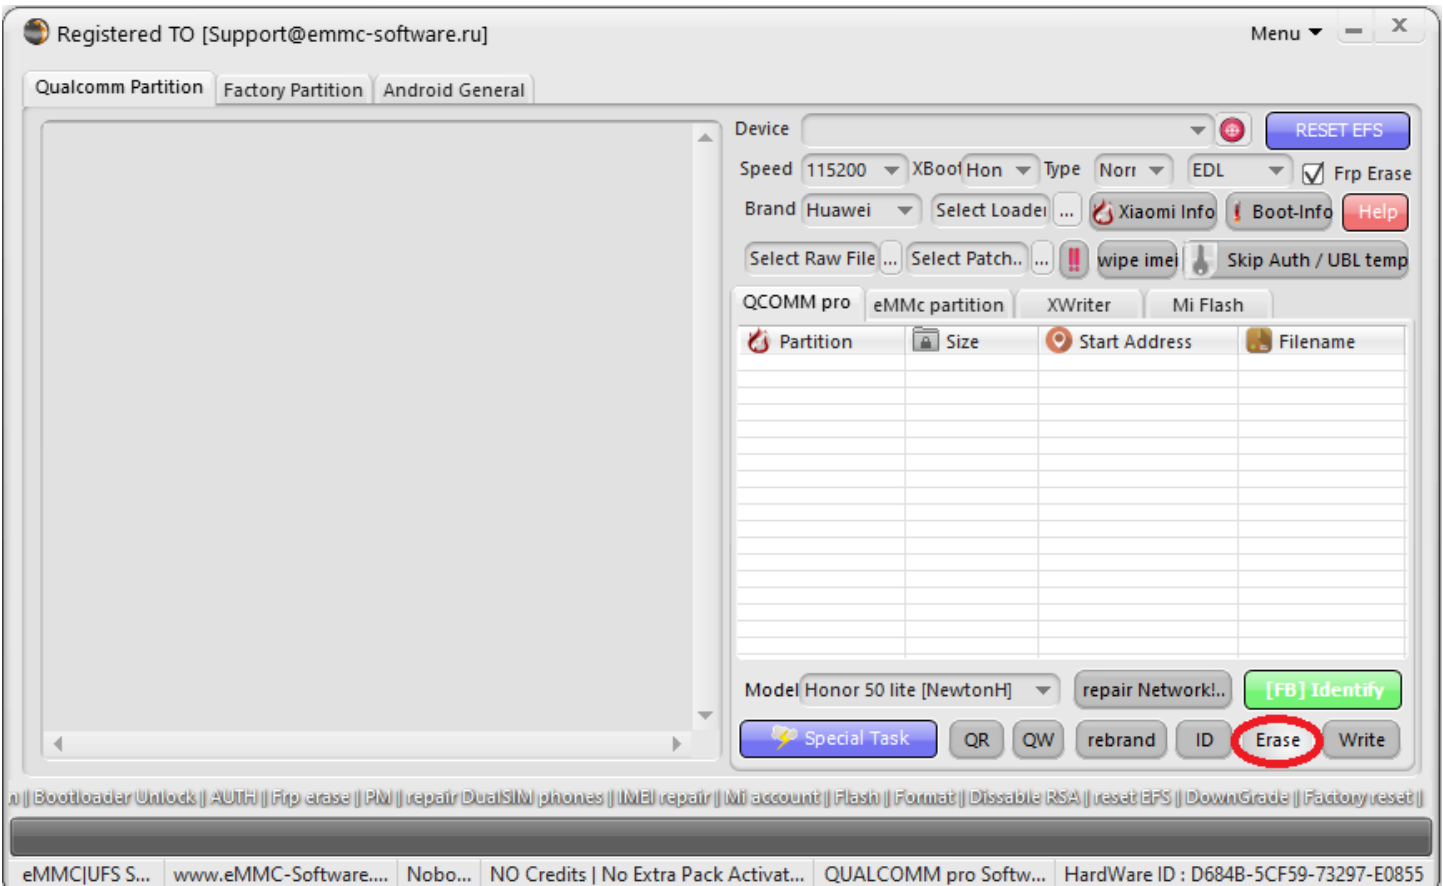 Registered TO [Support@emmc-software.ru] Menu
Qualcomm Partition Factory Partition Android General
Device RESET EFS
Speed 115200 XBoot Hon Type Norr EDL Frp Erase
Brand Huawei Select Loader ... Xiaomi Info Boot-Info Help
Select Raw File ... Select Patch.. ... !! wipe imei Skip Auth / UBL temp
QCOMM pro eMMc partition XWriter Mi Flash
Partition Size Start Address Filename
Model Honor 50 lite [NewtonH] repair Network!.. [FB] Identify
Special Task QR QW rebrand ID Erase Write
n || Bootloader Unlock || AUTH || Frp erase || PM || repair DualSIM phones || IMEI repair || Mi account || Flash || Format || Dissable RSA || reset EFS || DownGrade || Factory reset ||
eMMC|UFS S... www.eMMC-Software.... Nobo... NO Credits | No Extra Pack Activat... QUALCOMM pro Softw... HardWare ID : D684B-5CF59-73297-E0855